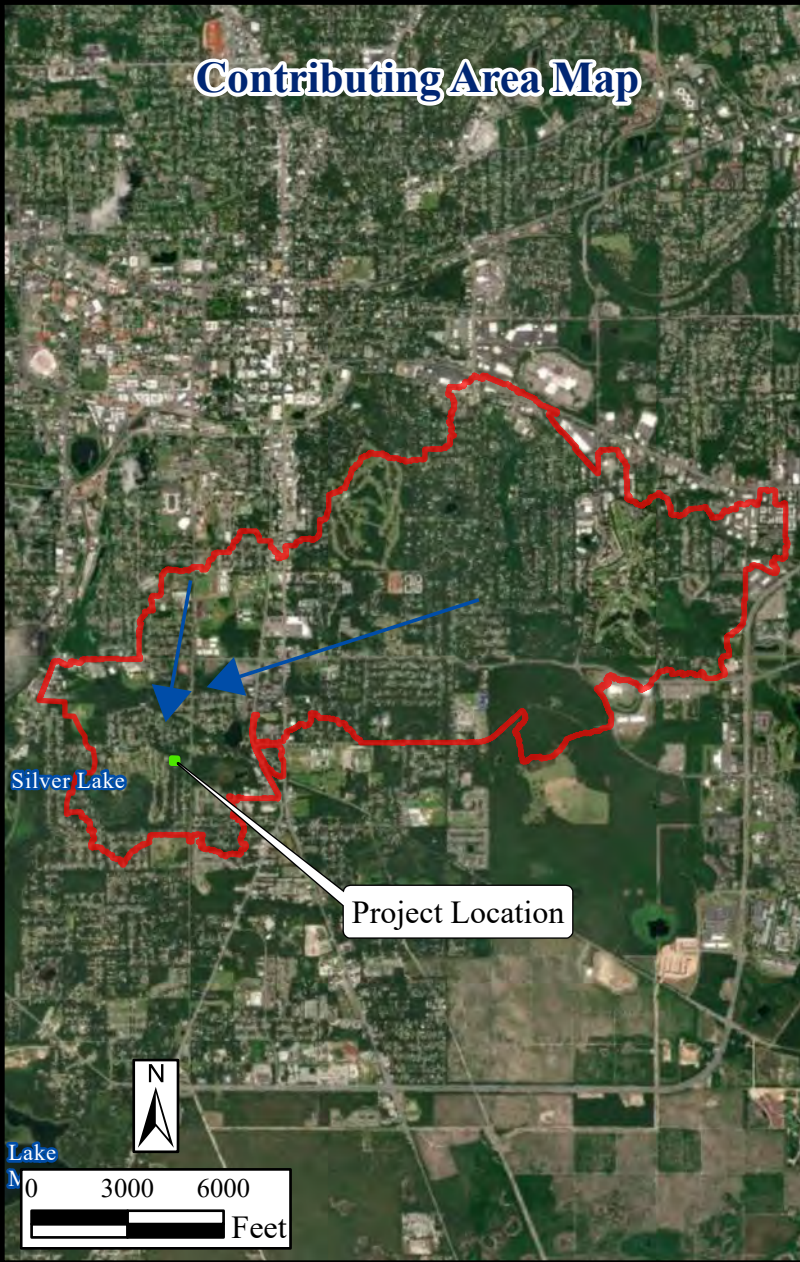 Contributing Area Map
Silver Lake
Project Location
N
Lake
0 3000 6000
Feet